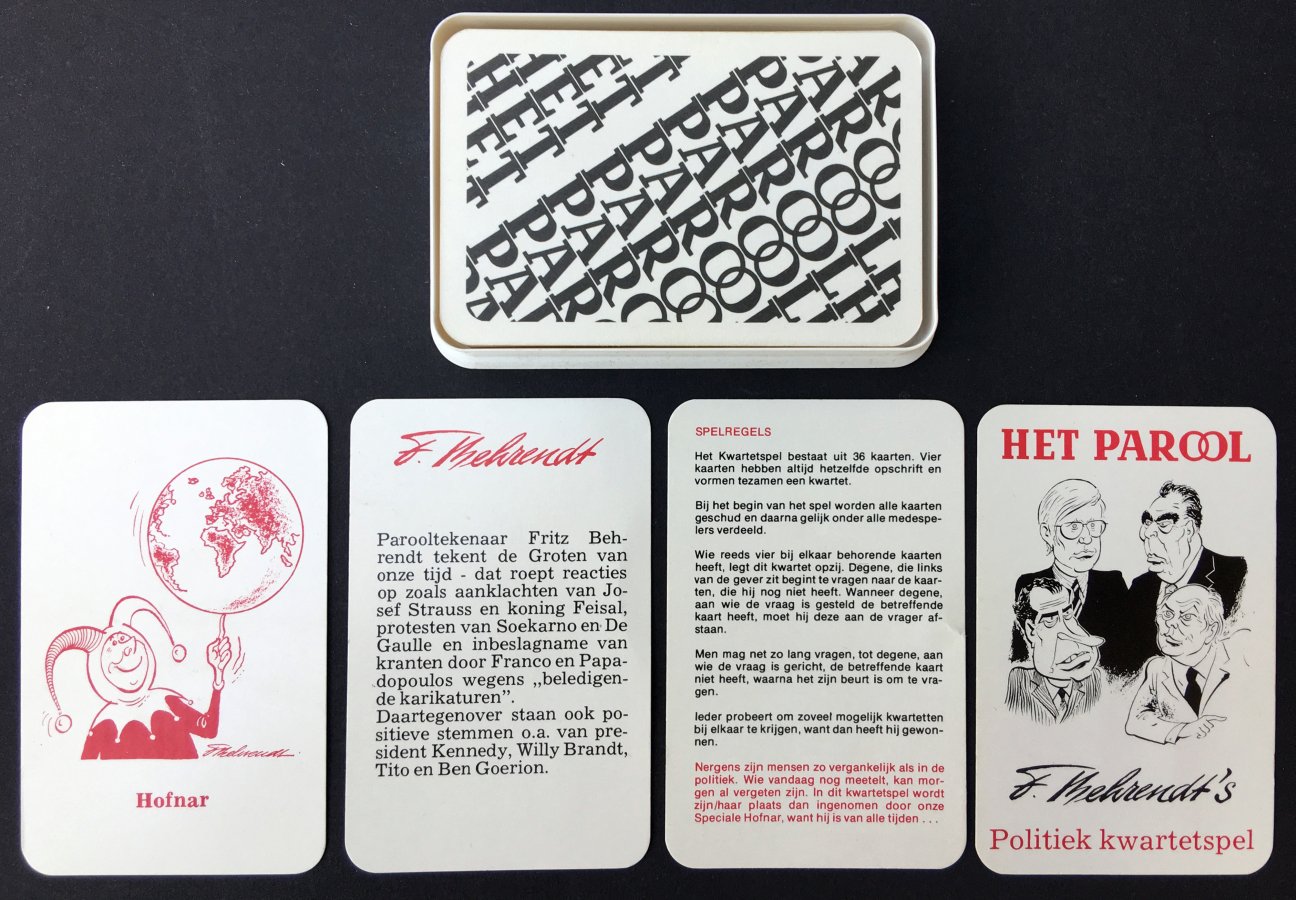 HET PAROOL
HET PAROOL
HET PAROOL
HET PAROOL
HET PAROOL
Behrendt
Hofnar
F. Behrendt
Parooltekenaar Fritz Beh-
rendt tekent de Groten van
onze tijd - dat roept reacties
op zoals aanklachten van Jo-
sef Strauss en koning Feisal,
protesten van Soekarno en De
Gaulle en inbeslagname van
kranten door Franco en Papa-
dopoulos wegens „beledigen-
de karikaturen”.
Daartegenover staan ook po-
sitieve stemmen o.a. van pre-
sident Kennedy, Willy Brandt,
Tito en Ben Goerion.
SPELREGELS
Het Kwartetspel bestaat uit 36 kaarten. Vier
kaarten hebben altijd hetzelfde opschrift en
vormen tezamen een kwartet.
Bij het begin van het spel worden alle kaarten
geschud en daarna gelijk onder alle medespe-
lers verdeeld.
Wie reeds vier bij elkaar behorende kaarten
heeft, legt dit kwartet opzij. Degene, die links
van de gever zit begint te vragen naar de kaar-
ten, die hij nog niet heeft. Wanneer degene,
aan wie de vraag is gesteld de betreffende
kaart heeft, moet hij deze aan de vrager af-
staan.
Men mag net zo lang vragen, tot degene, aan
wie de vraag is gericht, de betreffende kaart
niet heeft, waarna het zijn beurt is om te vra-
gen.
Ieder probeert om zoveel mogelijk kwartetten
bij elkaar te krijgen, want dan heeft hij gewon-
nen.
Nergens zijn mensen zo vergankelijk als in de
politiek. Wie vandaag nog meetelt, kan mor-
gen al vergeten zijn. In dit kwartetspel wordt
zijn/haar plaats dan ingenomen door onze
Speciale Hofnar, want hij is van alle tijden ...
HET PAROOL
F. Behrendt's
Politiek kwartetspel